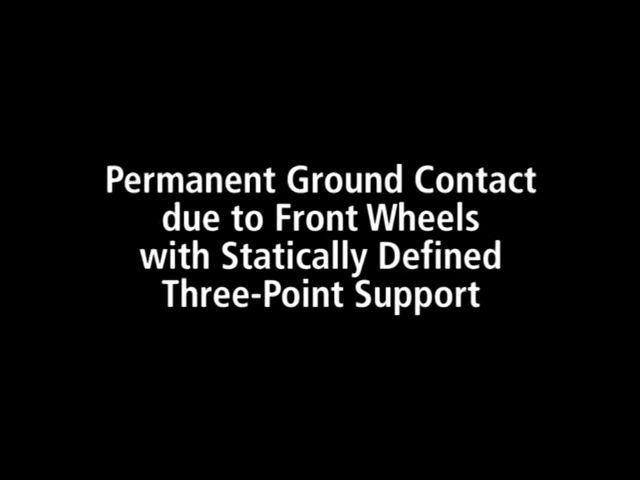 Permanent Ground Contact
due to Front Wheels
with Statically Defined
Three-Point Support